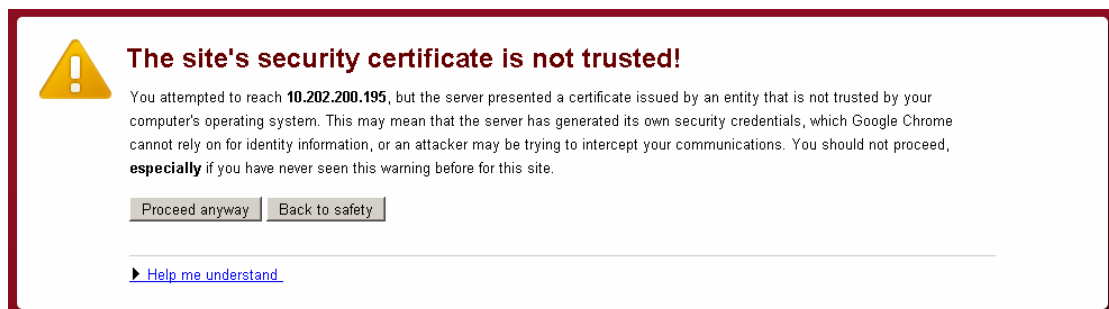 The site's security certificate is not trusted!
You attempted to reach 10.202.200.195, but the server presented a certificate issued by an entity that is not trusted by your
computer's operating system. This may mean that the server has generated its own security credentials, which Google Chrome
cannot rely on for identity information, or an attacker may be trying to intercept your communications. You should not proceed,
especially if you have never seen this warning before for this site.
Proceed anyway Back to safety
Help me understand